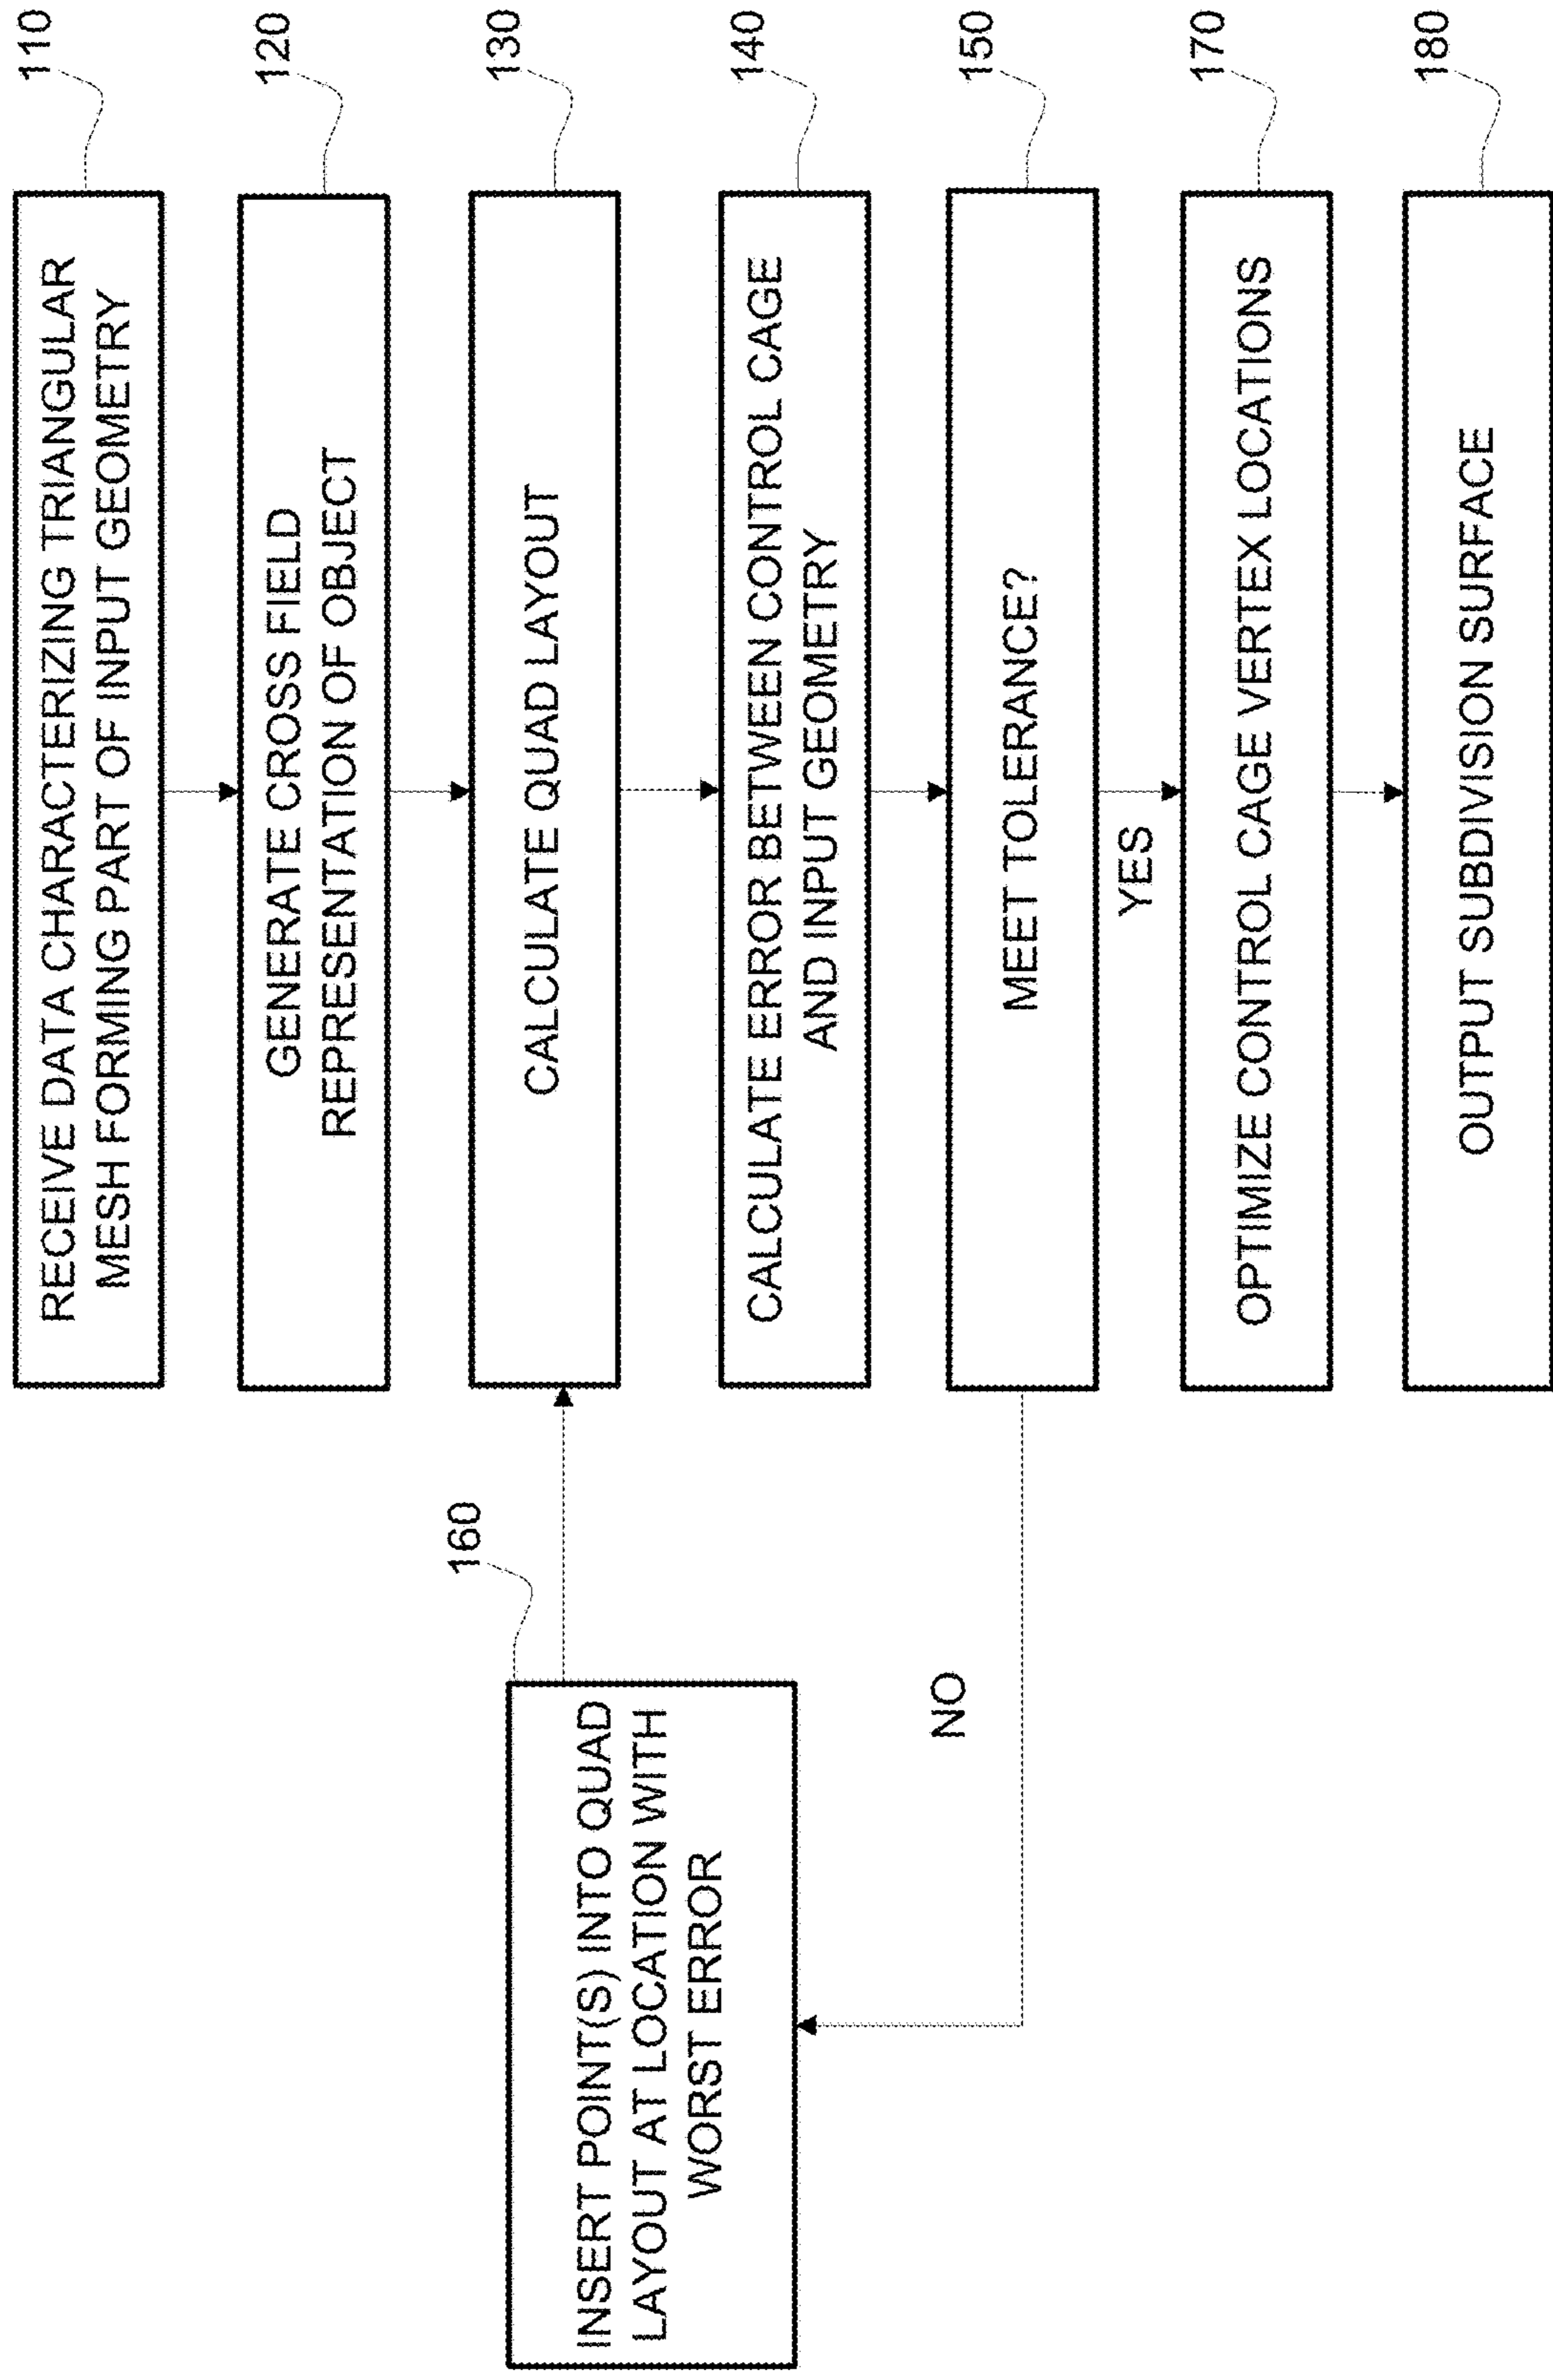 RECEIVE DATA CHARACTERIZING TRIANGULAR
MESH FORMING PART OF INPUT GEOMETRY
110
GENERATE CROSS FIELD
REPRESENTATION OF OBJECT
120
CALCULATE QUAD LAYOUT
130
CALCULATE ERROR BETWEEN CONTROL CAGE
AND INPUT GEOMETRY
140
MEET TOLERANCE?
150
NO
YES
INSERT POINT(S) INTO QUAD
LAYOUT AT LOCATION WITH
WORST ERROR
160
OPTIMIZE CONTROL CAGE VERTEX LOCATIONS
170
OUTPUT SUBDIVISION SURFACE
180